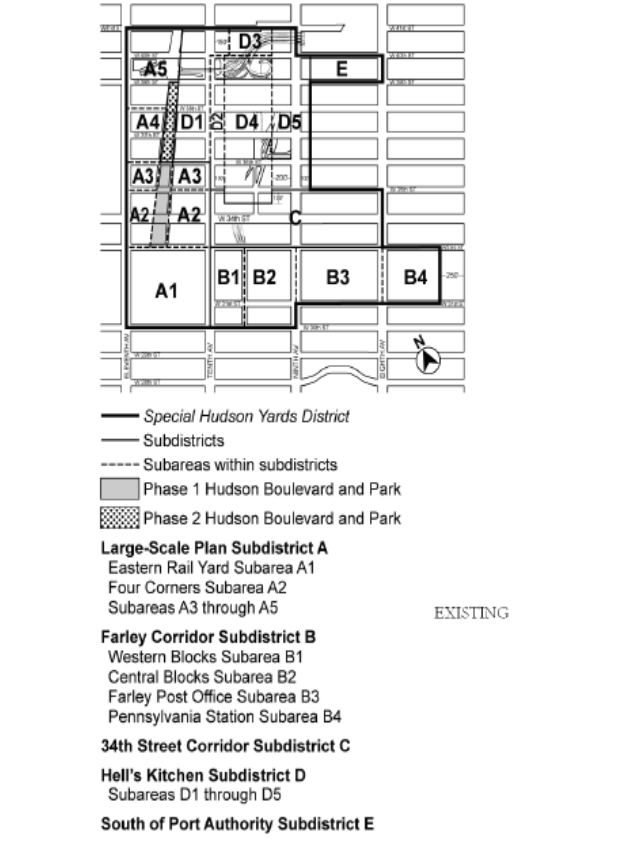 D3
A5
E
A4
D1
D2
D4
D5
A3
A3
A2
A2
W 34th ST
C
A1
B1
B2
B3
B4
-200-
-250-
ELEVENTH AV
TENTH AV
NINTH AV
EIGHTH AV
N
Special Hudson Yards District
Subdistricts
Subareas within subdistricts
Phase 1 Hudson Boulevard and Park
Phase 2 Hudson Boulevard and Park
Large-Scale Plan Subdistrict A
Eastern Rail Yard Subarea A1
Four Corners Subarea A2
Subareas A3 through A5
EXISTING
Farley Corridor Subdistrict B
Western Blocks Subarea B1
Central Blocks Subarea B2
Farley Post Office Subarea B3
Pennsylvania Station Subarea B4
34th Street Corridor Subdistrict C
Hell's Kitchen Subdistrict D
Subareas D1 through D5
South of Port Authority Subdistrict E